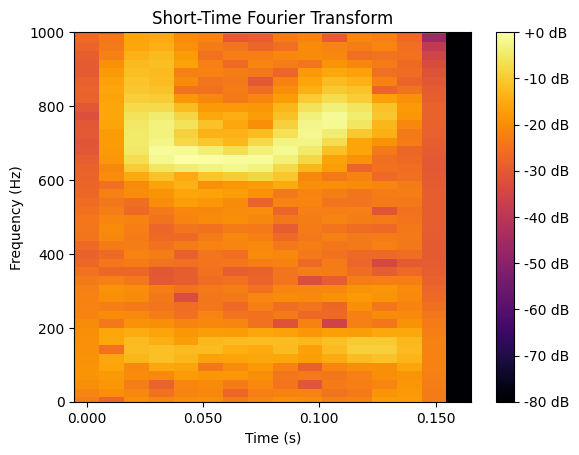 Short-Time Fourier Transform
1000
800
600
400
200
0
Frequency (Hz)
0.000
0.050
0.100
0.150
Time (s)
+0 dB
-10 dB
-20 dB
-30 dB
-40 dB
-50 dB
-60 dB
-70 dB
-80 dB